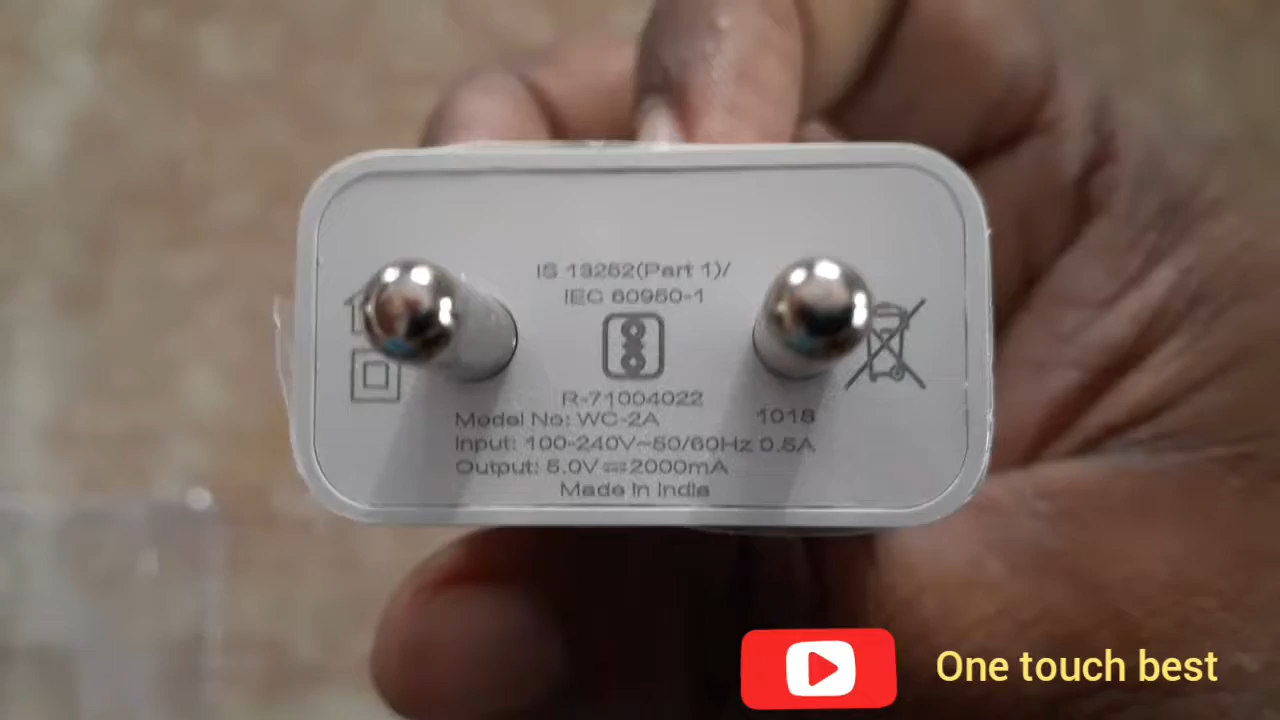 IS 13252(Part 1)/
IEC 60950-1
R-71004022
Model No: WC-2A 1018
Input: 100-240V~50/60Hz 0.5A
Output: 5.0V⎓2000mA
Made in India
One touch best